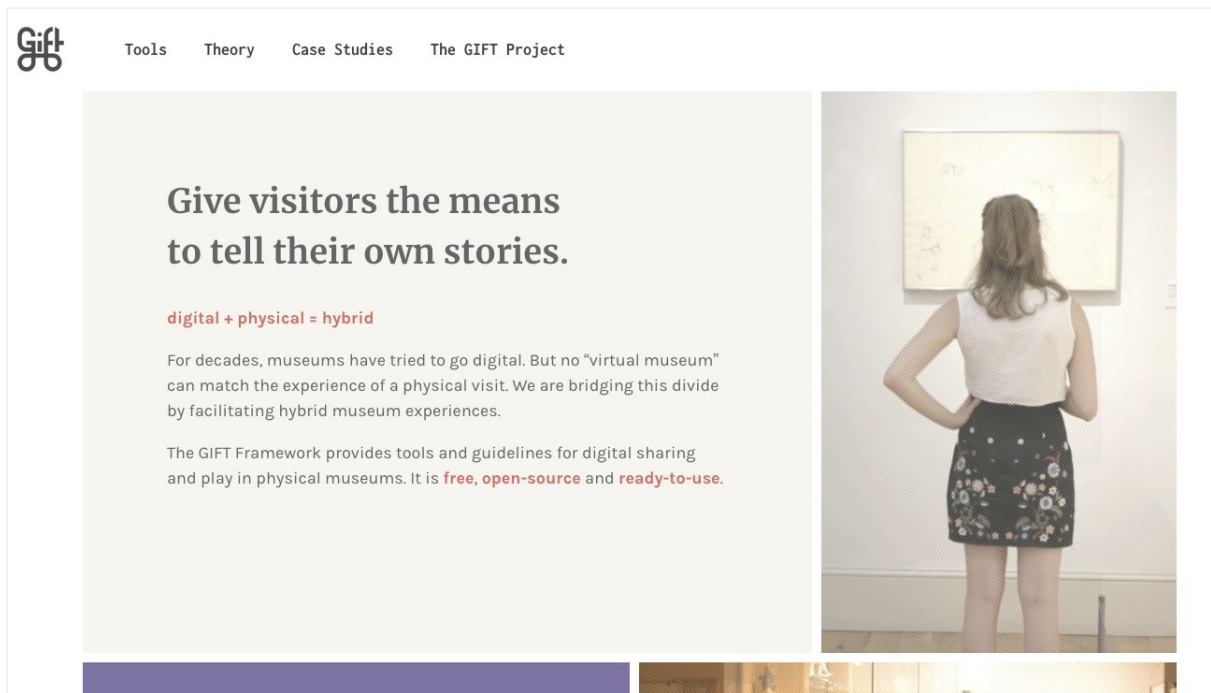 Gift
Tools Theory Case Studies The GIFT Project
Give visitors the means
to tell their own stories.
digital + physical = hybrid
For decades, museums have tried to go digital. But no “virtual museum”
can match the experience of a physical visit. We are bridging this divide
by facilitating hybrid museum experiences.
The GIFT Framework provides tools and guidelines for digital sharing
and play in physical museums. It is free, open-source and ready-to-use.